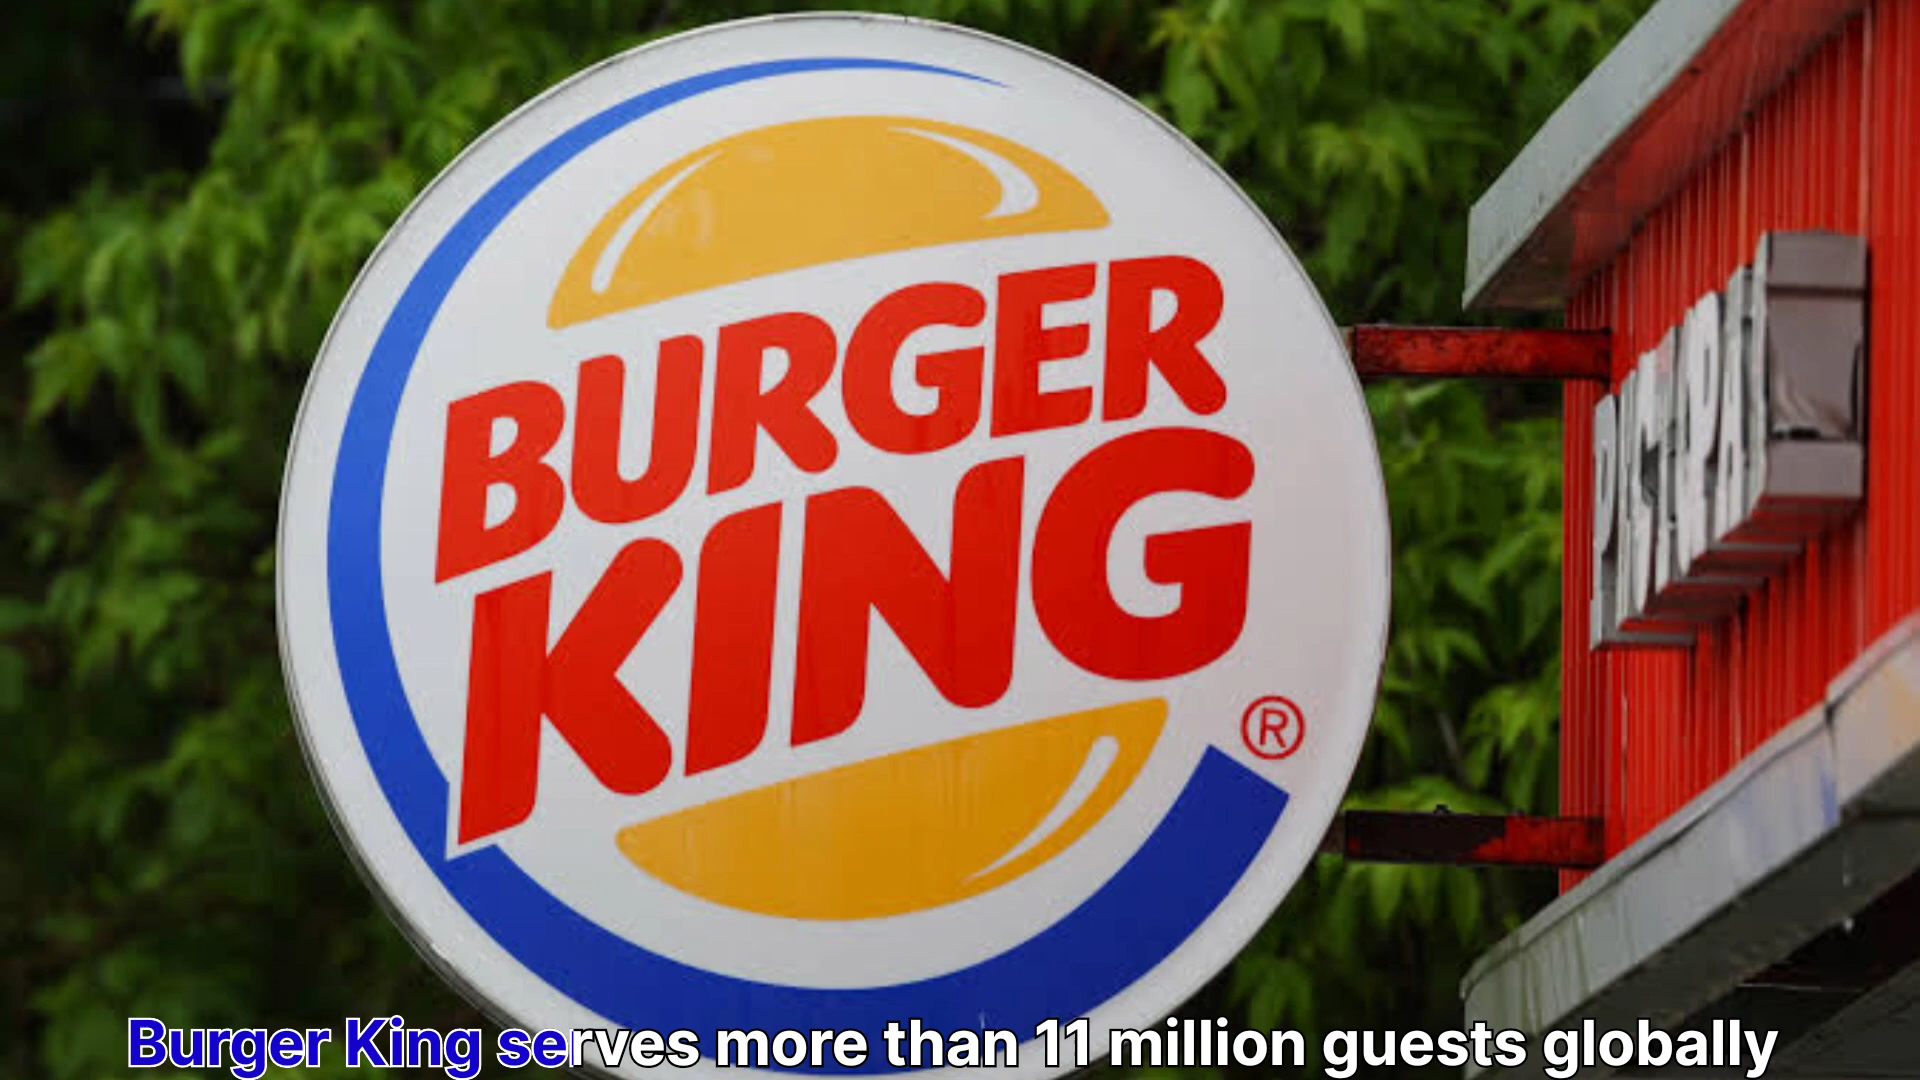 BURGER
KING
®
Burger King serves more than 11 million guests globally